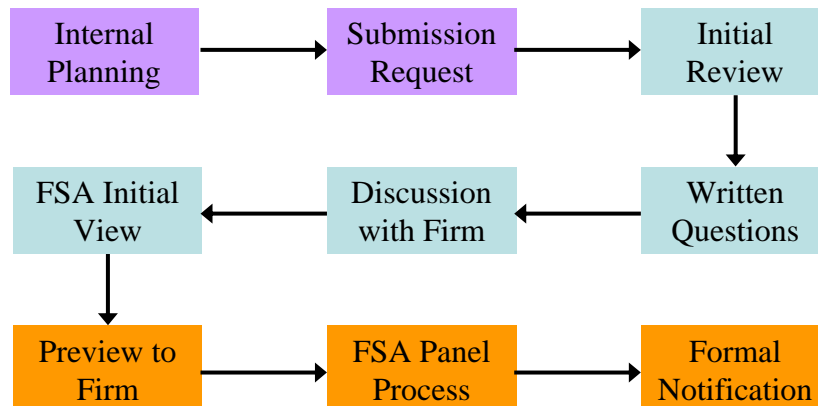 Internal
Planning
Submission
Request
Initial
Review
FSA Initial
View
Discussion
with Firm
Written
Questions
Preview to
Firm
FSA Panel
Process
Formal
Notification